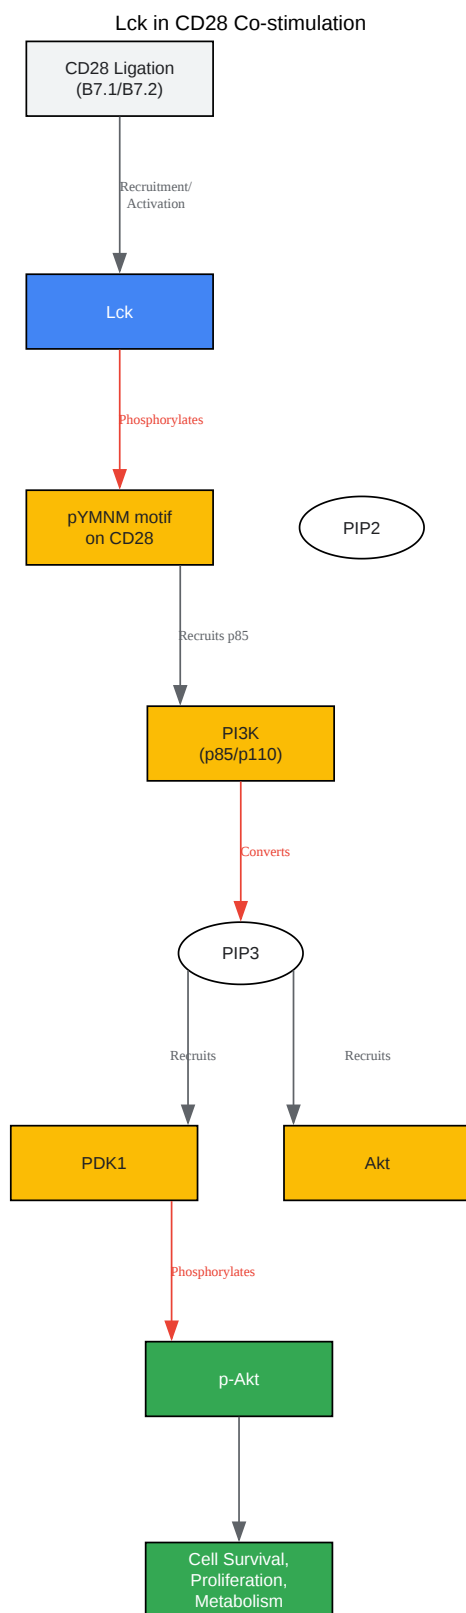 Lck in CD28 Co-stimulation
CD28 Ligation
(B7.1/B7.2)
Recruitment/
Activation
Lck
Phosphorylates
pYMNM motif
on CD28
PIP2
Recruits p85
PI3K
(p85/p110)
Converts
PIP3
Recruits
Recruits
PDK1
Akt
Phosphorylates
p-Akt
Cell Survival,
Proliferation,
Metabolism